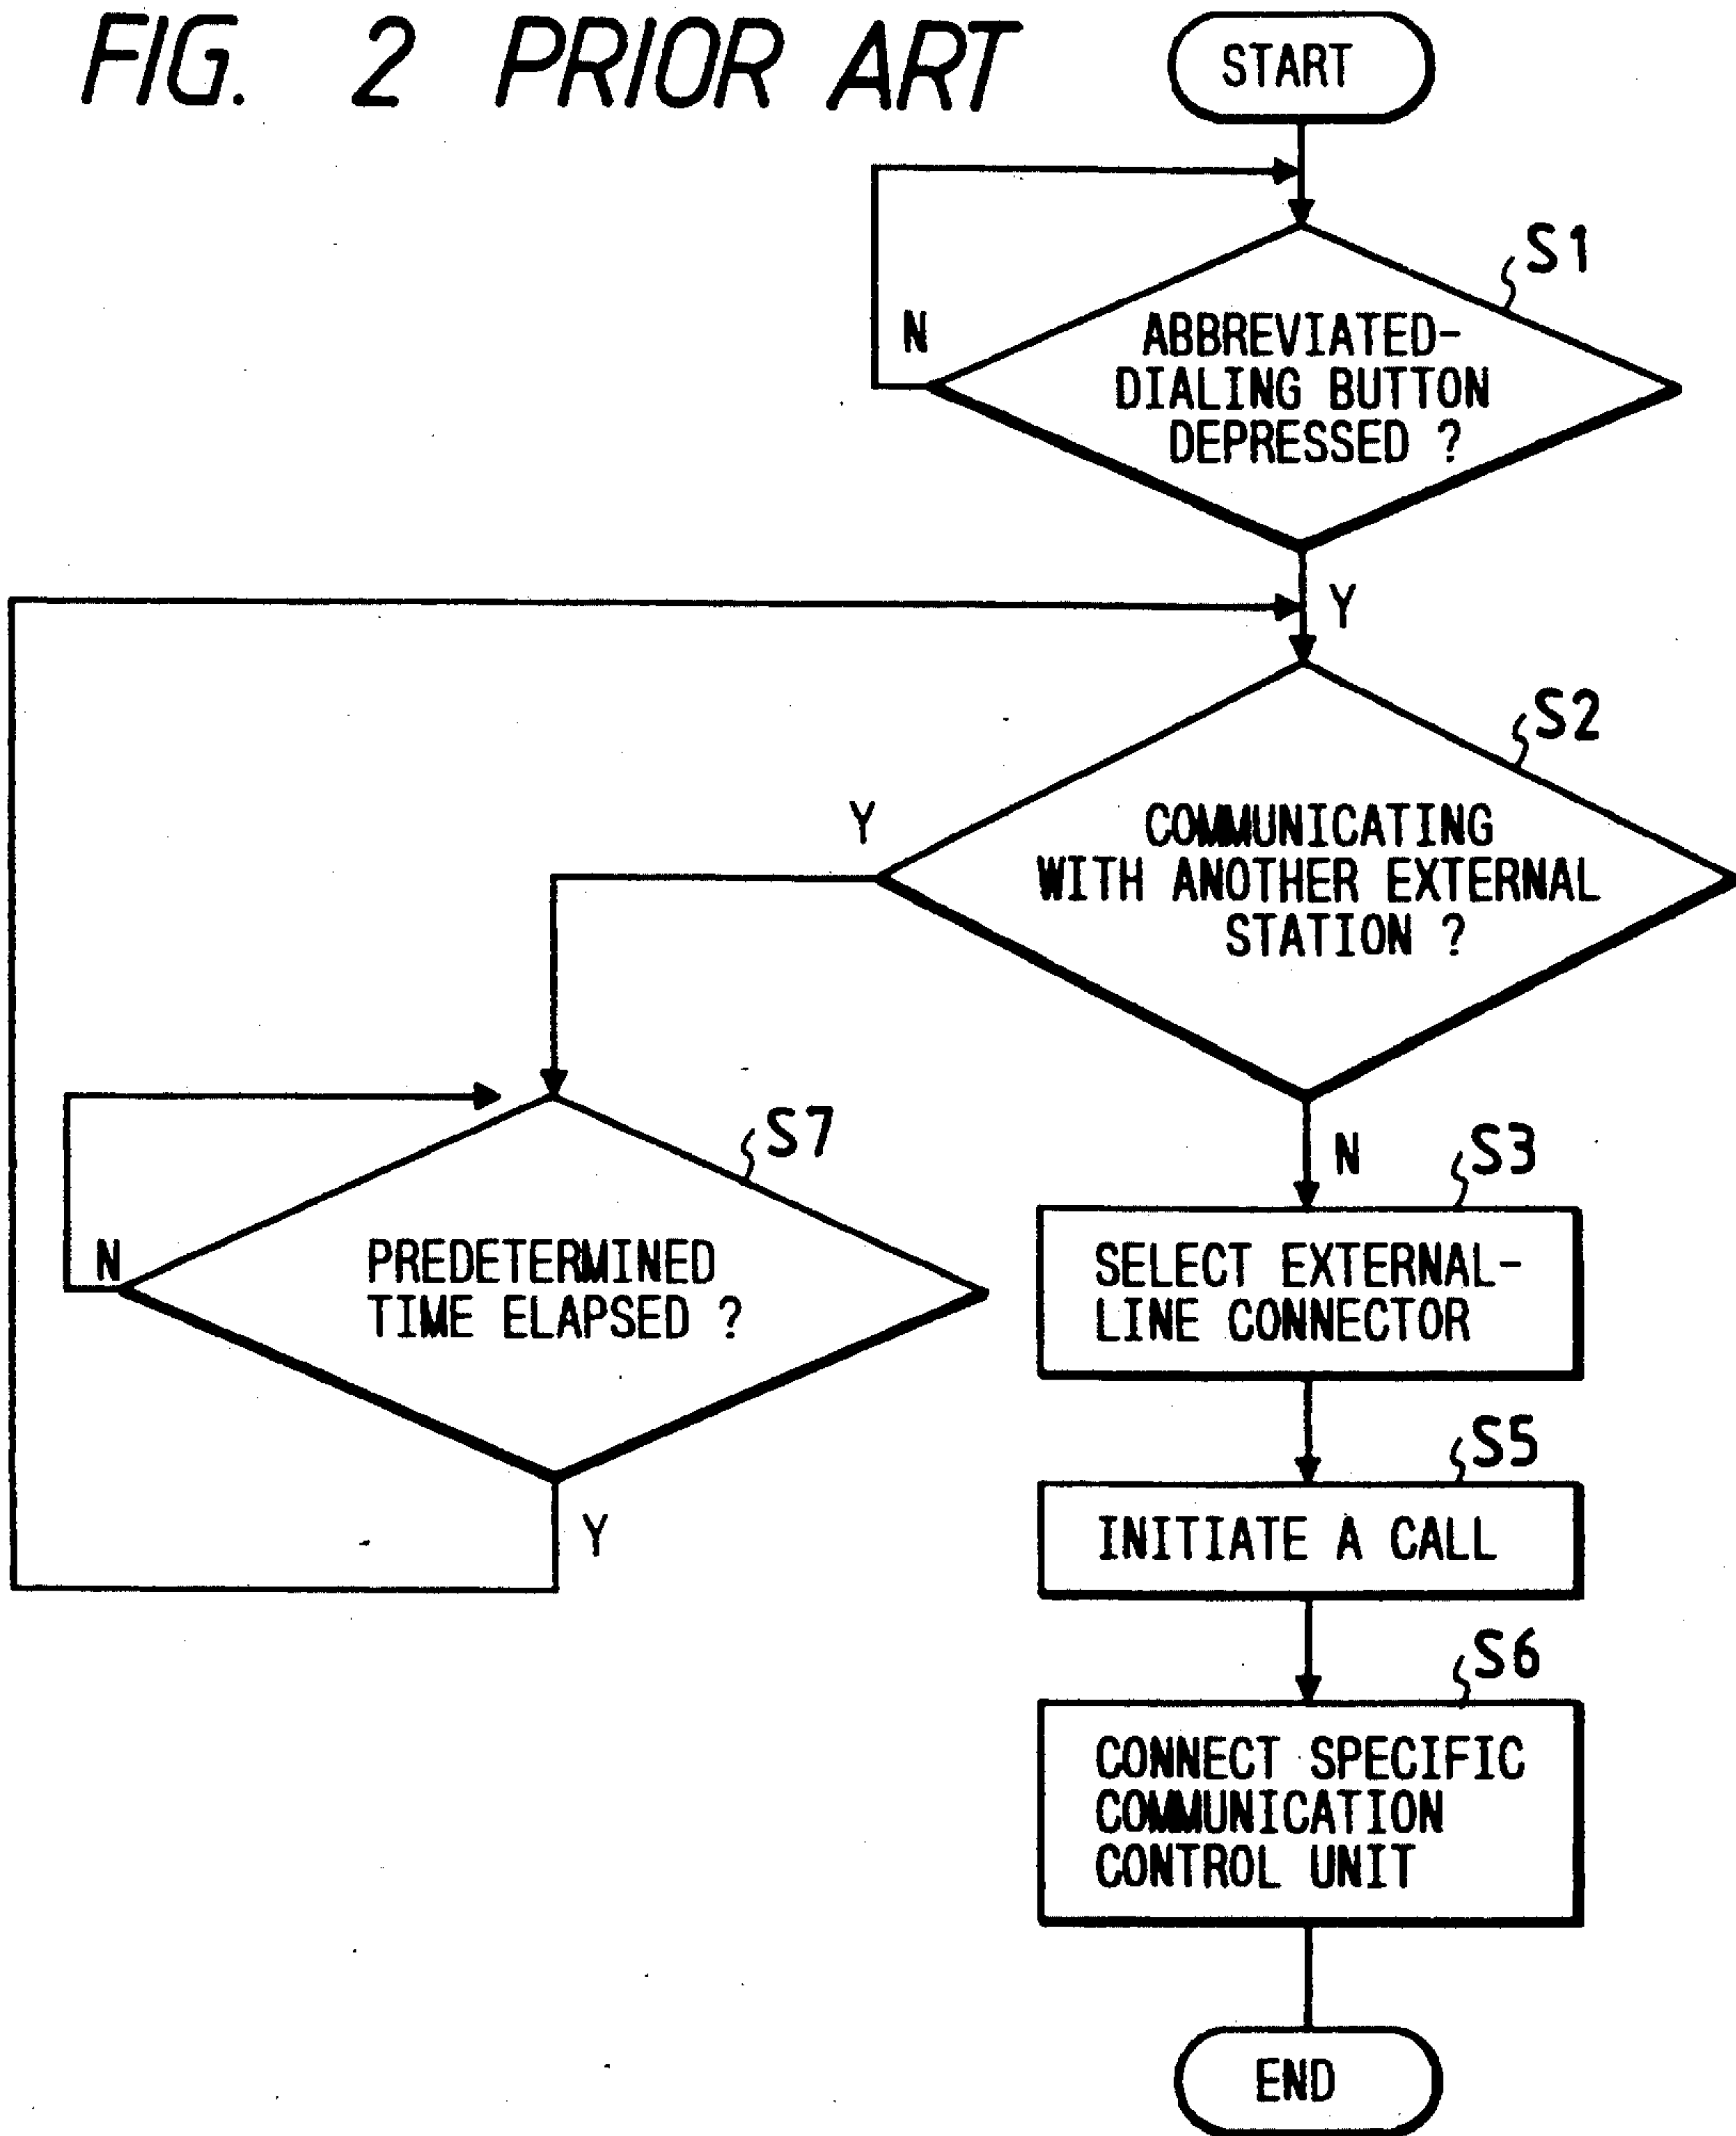 FIG. 2 PRIOR ART
START
S1
N
ABBREVIATED-
DIALING BUTTON
DEPRESSED ?
Y
S2
Y
COMMUNICATING
WITH ANOTHER EXTERNAL
STATION ?
S7
N
S3
N
PREDETERMINED
TIME ELAPSED ?
SELECT EXTERNAL-
LINE CONNECTOR
S5
Y
INITIATE A CALL
S6
CONNECT SPECIFIC
COMMUNICATION
CONTROL UNIT
END